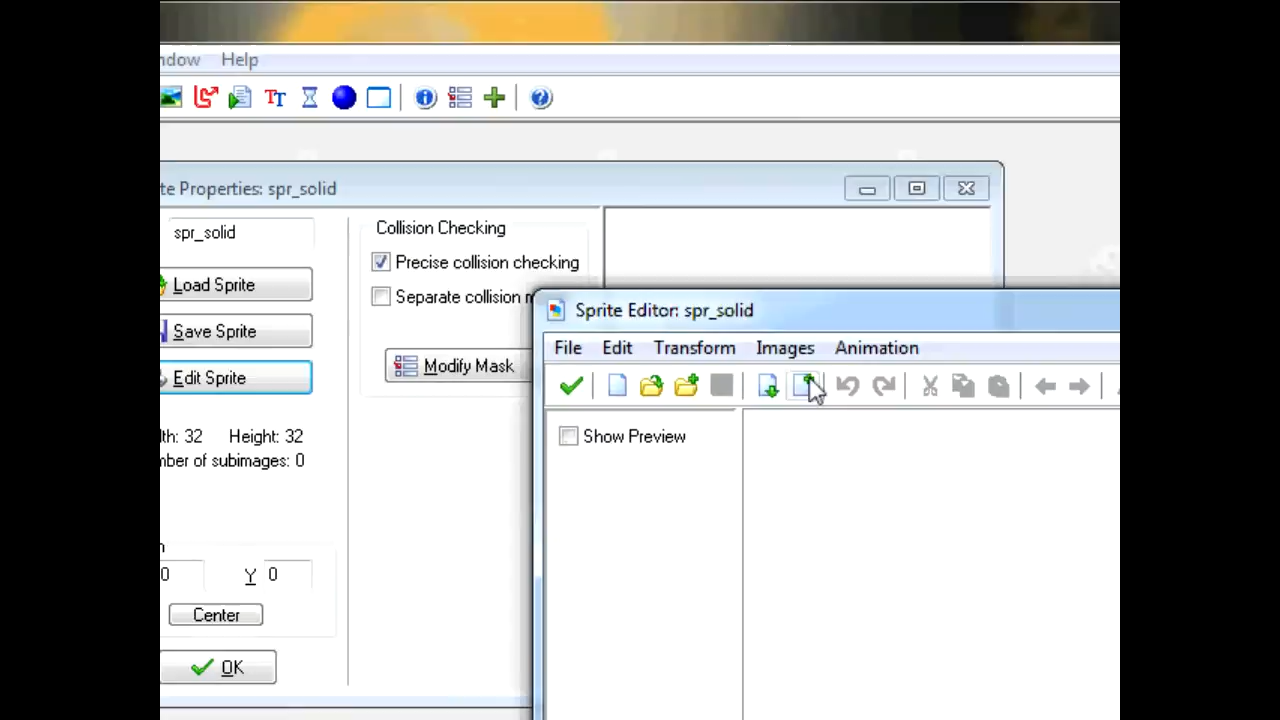 ndow Help
TT
te Properties: spr_solid
spr_solid
Load Sprite
Save Sprite
Edit Sprite
lth: 32 Height: 32
nber of subimages: 0
n
0 Y 0
Center
OK
Collision Checking
Precise collision checking
Separate collision m
Modify Mask
Sprite Editor: spr_solid
File Edit Transform Images Animation
Show Preview